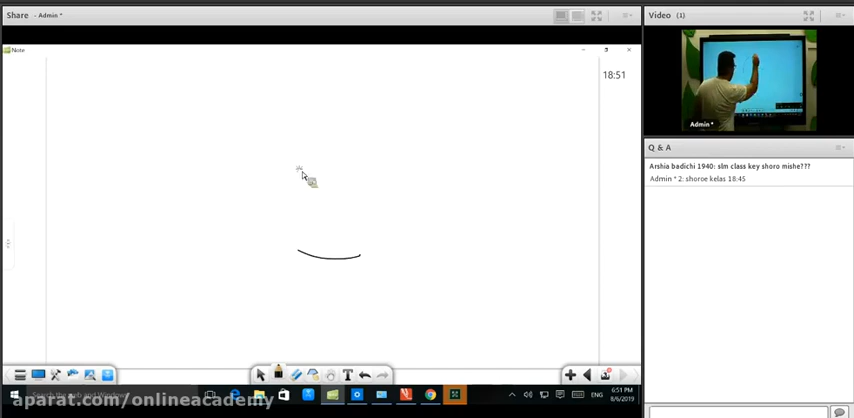 Share - Admin *
Video (1)
Note
18:51
Admin *
Q & A
Arshia badichi 1940: slm class key shoro mishe???
Admin * 2: shoroe kelas 18:45
T
ENG
6:51 PM
8/6/2019
aparat.com/onlineacademy